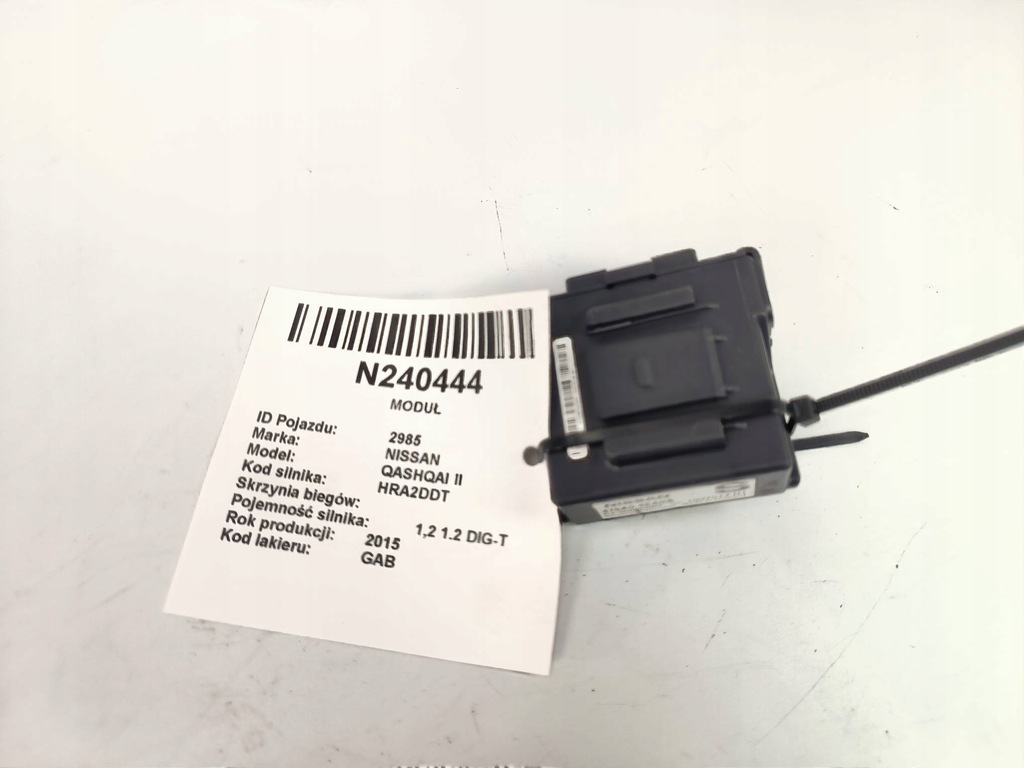 N240444
MODUŁ
ID Pojazdu: 2985
Marka: NISSAN
Model: QASHQAI II
Kod silnika: HRA2DDT
Skrzynia biegów:
Pojemność silnika: 1,2 1.2 DIG-T
Rok produkcji: 2015
Kod lakieru: GAB